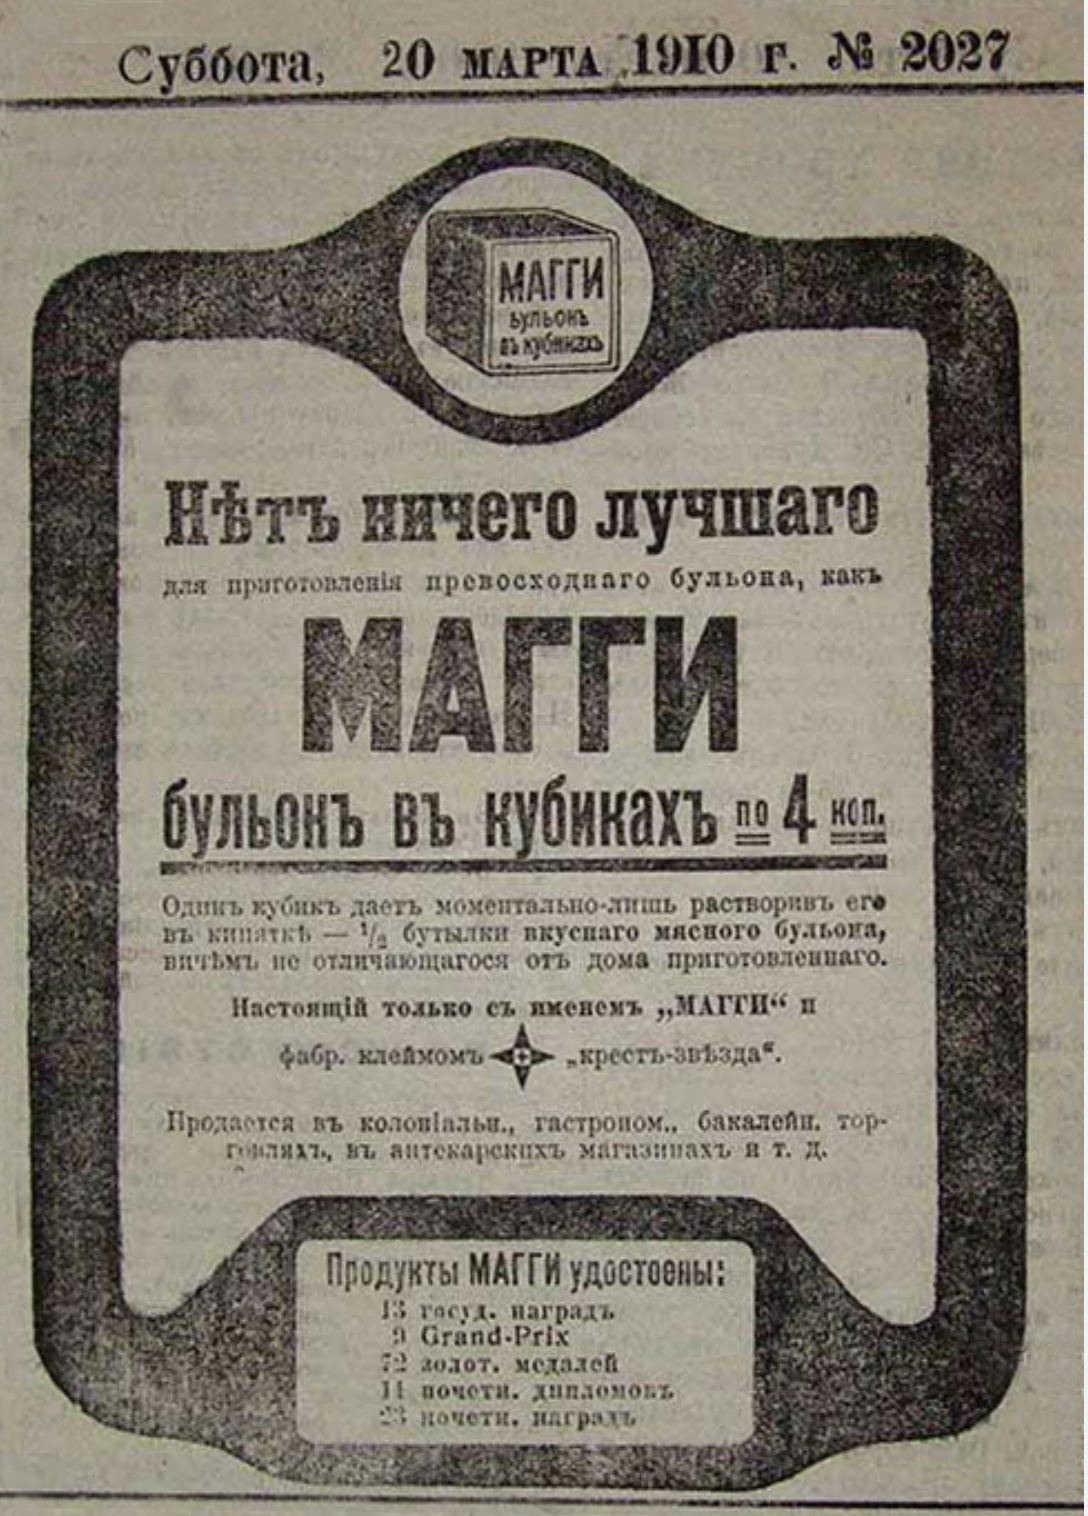 Суббота, 20 МАРТА 1910 г. № 2027
МАГГИ
бульонъ
въ кубикахъ
Нѣтъ ничего лучшаго
для приготовленія превосходнаго бульона, какъ
МАГГИ
бульонъ въ кубикахъ по 4 коп.
Одинъ кубикъ даетъ моментально-лишь растворивъ его
въ кипяткѣ — 1/2 бутылки вкуснаго мясного бульона,
ничѣмъ не отличающагося отъ дома приготовленнаго.
Настоящій только съ именемъ „МАГГИ“ и
фабр. клеймомъ „крестъ-звѣзда“.
Продается въ колоніальн., гастроном., бакалейн. тор-
говляхъ, въ аптекарскихъ магазинахъ и т. д.
Продукты МАГГИ удостоены:
13 госуд. наградъ
9 Grand-Prix
72 золот. медалей
11 почетн. дипломовъ
23 почетн. наградъ